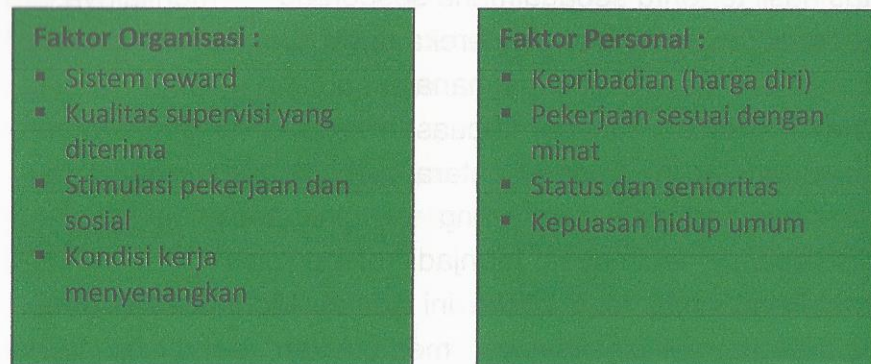 Faktor Organisasi :
▪ Sistem reward
▪ Kualitas supervisi yang
diterima
▪ Stimulasi pekerjaan dan
sosial
▪ Kondisi kerja
menyenangkan
Faktor Personal :
▪ Kepribadian (harga diri)
▪ Pekerjaan sesuai dengan
minat
▪ Status dan senioritas
▪ Kepuasan hidup umum